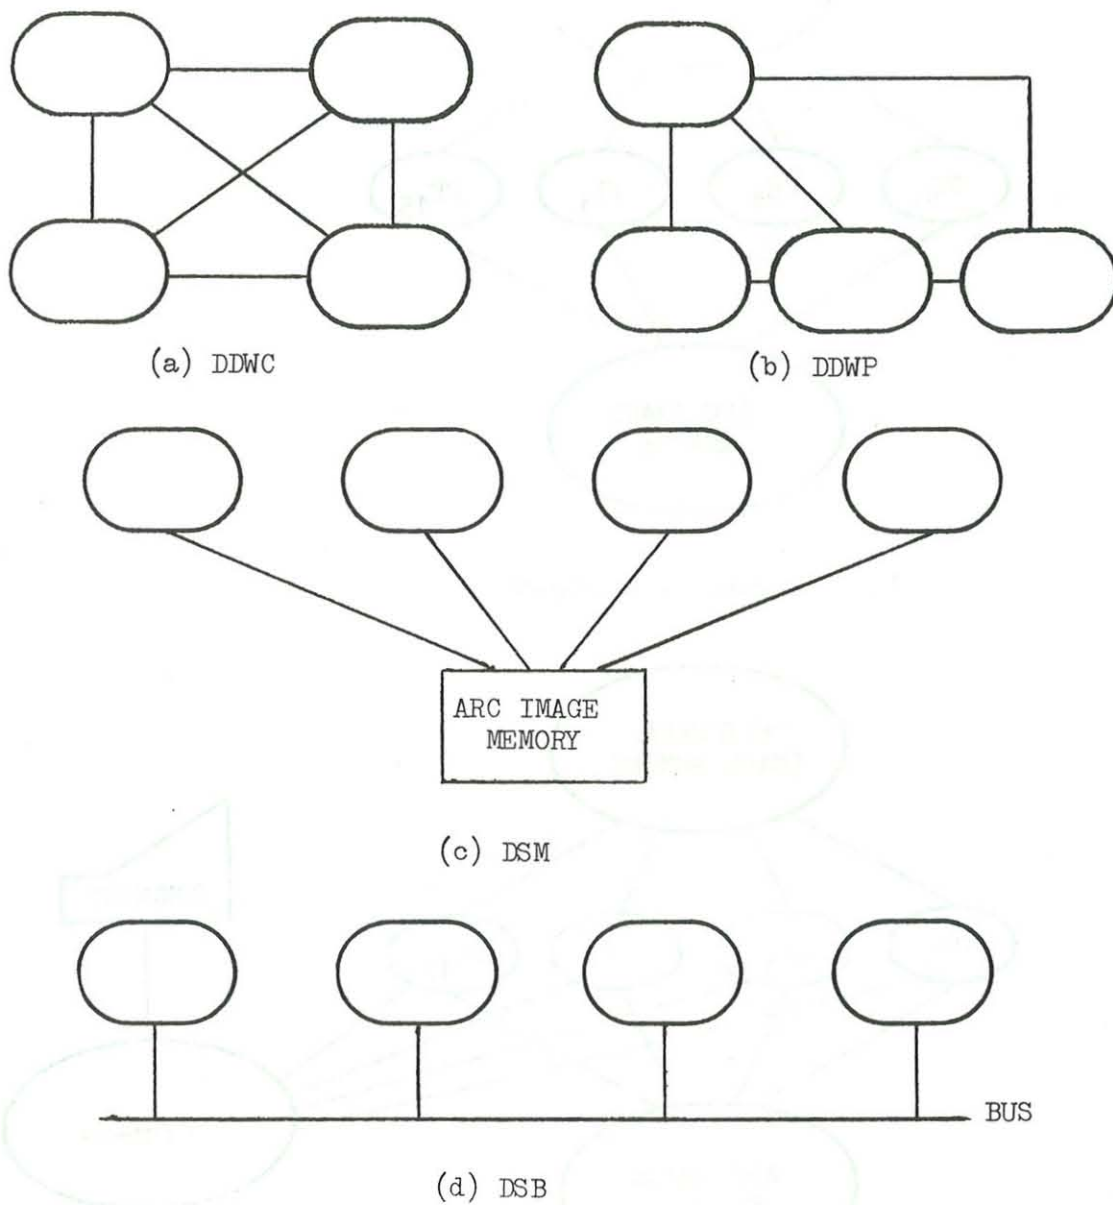 (a) DDWC
(b) DDWP
ARC IMAGE
MEMORY
(c) DSM
BUS
(d) DSB